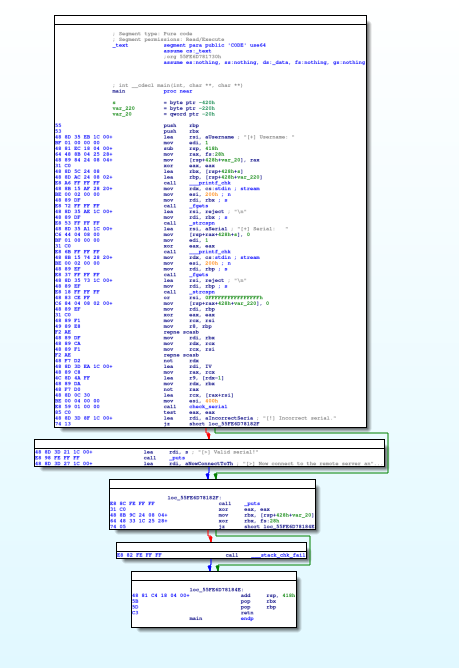 ; Segment type: Pure code
; Segment permissions: Read/Execute
_text segment para public 'CODE' use64
assume cs:_text
assume es:nothing, ss:nothing, ds:_data, fs:nothing, gs:nothing
; int __cdecl main(int, char **, char **)
main proc near
s = byte ptr -420h
var_220 = byte ptr -220h
var_20 = qword ptr -20h
55 push rbp
53 push rbx
48 8D 35 EB 1C 00+ lea rsi, aUsername ; "[+] Username: "
BF 01 00 00 00 mov edi, 1
48 81 EC 18 04 00+ sub rsp, 418h
64 48 8B 04 25 28+ mov rax, fs:28h
48 89 84 24 08 04+ mov [rsp+428h+var_20], rax
31 C0 xor eax, eax
48 8D 5C 24 08 lea rbx, [rsp+428h+s]
48 8D AC 24 08 02+ lea rbp, [rsp+428h+var_220]
E8 A6 FF FF FF call ___printf_chk
48 8B 15 AF 28 20+ mov rdx, cs:stdin ; stream
BE 00 02 00 00 mov esi, 200h ; n
48 89 DF mov rdi, rbx ; s
E8 72 FF FF FF call _fgets
48 8D 35 AE 1C 00+ lea rsi, reject ; "\n"
48 89 DF mov rdi, rbx ; s
E8 53 FF FF FF call _strcspn
48 8D 35 A1 1C 00+ lea rsi, aSerial ; "[+] Serial: "
C6 44 04 08 00 mov [rsp+rax+428h+s], 0
BF 01 00 00 00 mov edi, 1
31 C0 xor eax, eax
E8 6B FF FF FF call ___printf_chk
48 8B 15 74 28 20+ mov rdx, cs:stdin ; stream
BE 00 02 00 00 mov esi, 200h ; n
48 89 EF mov rdi, rbp ; s
E8 37 FF FF FF call _fgets
48 8D 35 73 1C 00+ lea rsi, reject ; "\n"
48 89 EF mov rdi, rbp ; s
E8 18 FF FF FF call _strcspn
48 83 CE FF or rsi, 0FFFFFFFFFFFFFFFFh
C6 84 04 08 02 00+ mov [rsp+rax+428h+var_220], 0
48 89 EF mov rdi, rbp
31 C0 xor eax, eax
48 89 F1 mov rcx, rsi
49 89 E8 mov r8, rbp
F2 AE repne scasb
48 89 DF mov rdi, rbx
48 89 CA mov rdx, rcx
48 89 F1 mov rcx, rsi
F2 AE repne scasb
48 F7 D2 not rdx
48 8D 3D EA 1C 00+ lea rdi, IV
48 89 C8 mov rax, rcx
4C 8D 4A FF lea r9, [rdx-1]
48 89 DA mov rdx, rbx
48 F7 D0 not rax
48 8D 0C 30 lea rcx, [rax+rsi]
BE 00 04 00 00 mov esi, 400h
E8 59 01 00 00 call check_serial
85 C0 test eax, eax
48 8D 3D 8F 1C 00+ lea rdi, aIncorrectSeria ; "[!] Incorrect serial."
74 13 jz short loc_55FE6D78182F
48 8D 3D 21 1C 00+ lea rdi, s ; "[+] Valid serial!"
E8 98 FE FF FF call _puts
48 8D 3D 27 1C 00+ lea rdi, aNowConnectToTh ; "[+] Now connect to the remote server an"...
loc_55FE6D78182F:
E8 8C FE FF FF call _puts
31 C0 xor eax, eax
48 8B 9C 24 08 04+ mov rbx, [rsp+428h+var_20]
64 48 33 1C 25 28+ xor rbx, fs:28h
74 05 jz short loc_55FE6D78184E
E8 82 FE FF FF call ___stack_chk_fail
loc_55FE6D78184E:
48 81 C4 18 04 00+ add rsp, 418h
5B pop rbx
5D pop rbp
C3 retn
main endp